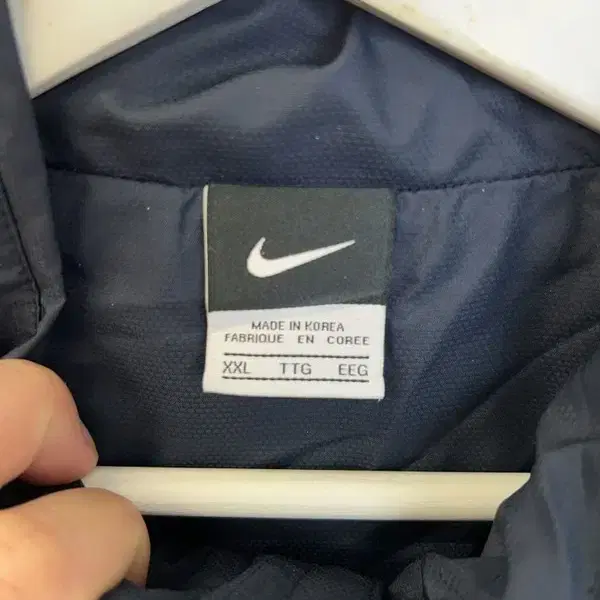 MADE IN KOREA
FABRIQUE EN COREE
XXL TTG EEG